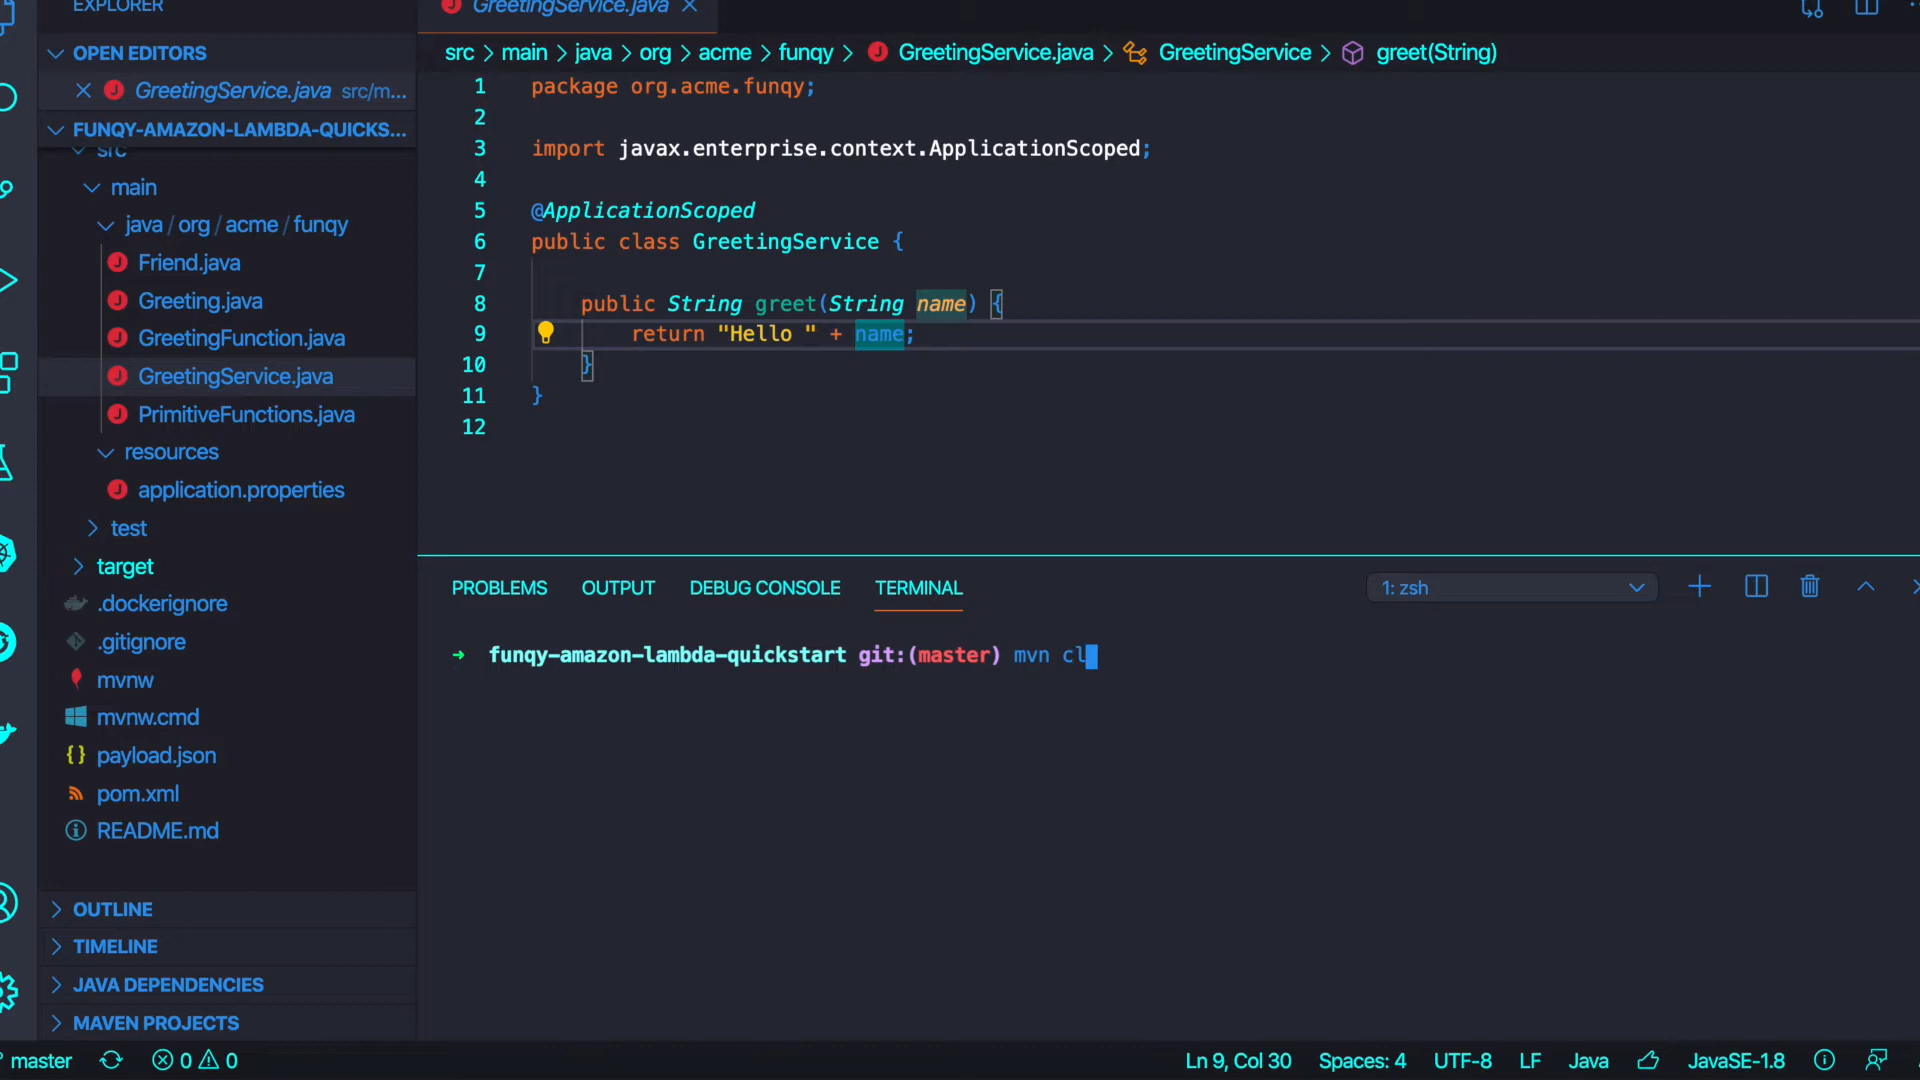 EXPLORER
OPEN EDITORS
GreetingService.java src/m...
FUNQY-AMAZON-LAMBDA-QUICKS...
src
main
java / org / acme / funqy
Friend.java
Greeting.java
GreetingFunction.java
GreetingService.java
PrimitiveFunctions.java
resources
application.properties
test
target
.dockerignore
.gitignore
mvnw
mvnw.cmd
payload.json
pom.xml
README.md
OUTLINE
TIMELINE
JAVA DEPENDENCIES
MAVEN PROJECTS
GreetingService.java
src > main > java > org > acme > funqy > GreetingService.java > GreetingService > greet(String)
1 package org.acme.funqy;
2
3 import javax.enterprise.context.ApplicationScoped;
4
5 @ApplicationScoped
6 public class GreetingService {
7
8 public String greet(String name) {
9 return "Hello " + name;
10 }
11 }
12
PROBLEMS OUTPUT DEBUG CONSOLE TERMINAL 1: zsh
➜ funqy-amazon-lambda-quickstart git:(master) mvn cl
master 0 0 Ln 9, Col 30 Spaces: 4 UTF-8 LF Java JavaSE-1.8